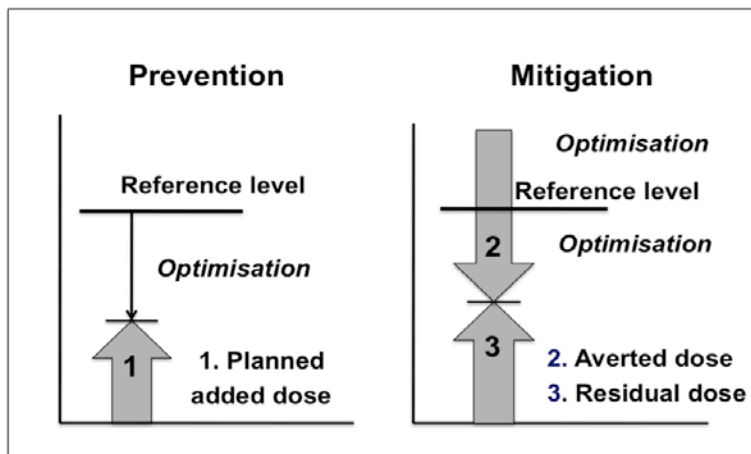 Prevention
Reference level
Optimisation
1
1. Planned
added dose
Mitigation
Optimisation
Reference level
Optimisation
2
3
2. Averted dose
3. Residual dose